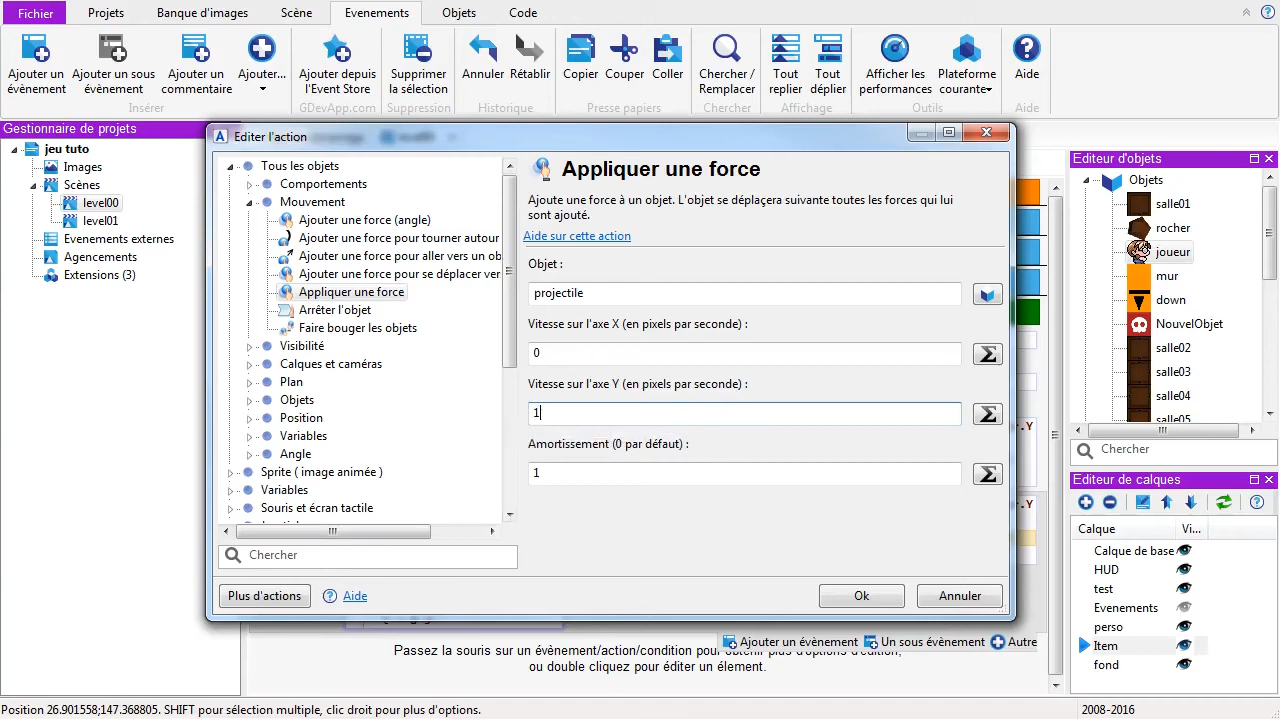 Fichier Projets Banque d'images Scène Evenements Objets Code
Ajouter un évènement
Ajouter un sous évènement
Ajouter un commentaire
Ajouter...
Ajouter depuis l'Event Store
Supprimer la sélection
Annuler
Rétablir
Copier
Couper
Coller
Chercher / Remplacer
Tout replier
Tout déplier
Afficher les performances
Plateforme courante
Aide
Insérer
GDevApp.com
Suppression
Historique
Presse papiers
Chercher
Affichage
Outils
Aide
Gestionnaire de projets
jeu tuto
Images
Scènes
level00
level01
Evenements externes
Agencements
Extensions (3)
Editer l'action
Tous les objets
Comportements
Mouvement
Ajouter une force (angle)
Ajouter une force pour tourner autour
Ajouter une force pour aller vers un ob
Ajouter une force pour se déplacer ver
Appliquer une force
Arrêter l'objet
Faire bouger les objets
Visibilité
Calques et caméras
Plan
Objets
Position
Variables
Angle
Sprite ( image animée )
Variables
Souris et écran tactile
Chercher
Plus d'actions
Aide
Appliquer une force
Ajoute une force à un objet. L'objet se déplacera suivante toutes les forces qui lui
sont ajouté.
Aide sur cette action
Objet :
projectile
Vitesse sur l'axe X (en pixels par seconde) :
0
Vitesse sur l'axe Y (en pixels par seconde) :
1
Amortissement (0 par défaut) :
1
Ok
Annuler
.Y
.Y
Ajouter un évènement Un sous évènement Autre
Passez la souris sur un évènement/action/condition pour obtenir plus d'options d'édition,
ou double cliquez pour éditer un élement.
Editeur d'objets
Objets
salle01
rocher
joueur
mur
down
NouvelObjet
salle02
salle03
salle04
salle05
Chercher
Editeur de calques
Calque Vi...
Calque de base
HUD
test
Evenements
perso
Item
fond
Position 26.901558;147.368805. SHIFT pour sélection multiple, clic droit pour plus d'options.
2008-2016